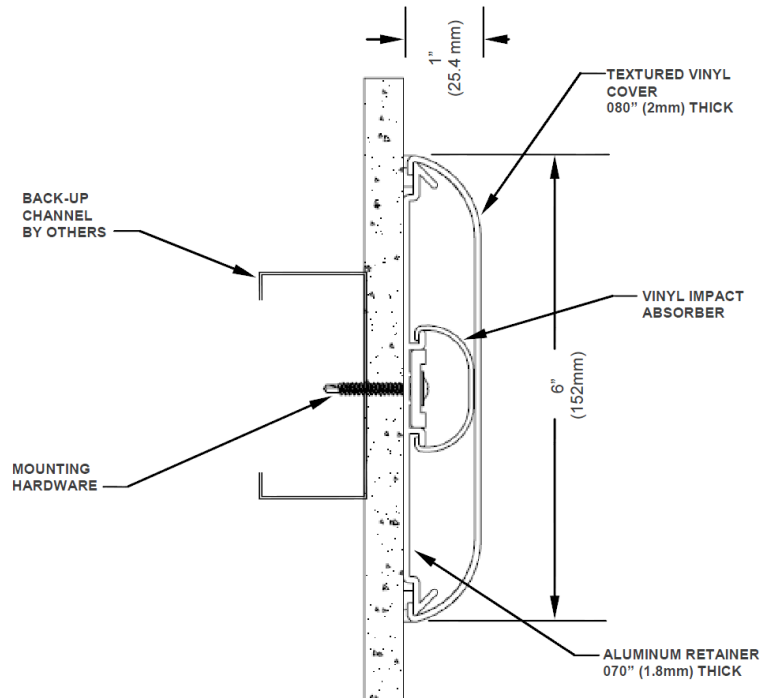 1”
(25.4 mm)
TEXTURED VINYL
COVER
080” (2mm) THICK
BACK-UP
CHANNEL
BY OTHERS
VINYL IMPACT
ABSORBER
6”
(152mm)
MOUNTING
HARDWARE
ALUMINUM RETAINER
070” (1.8mm) THICK